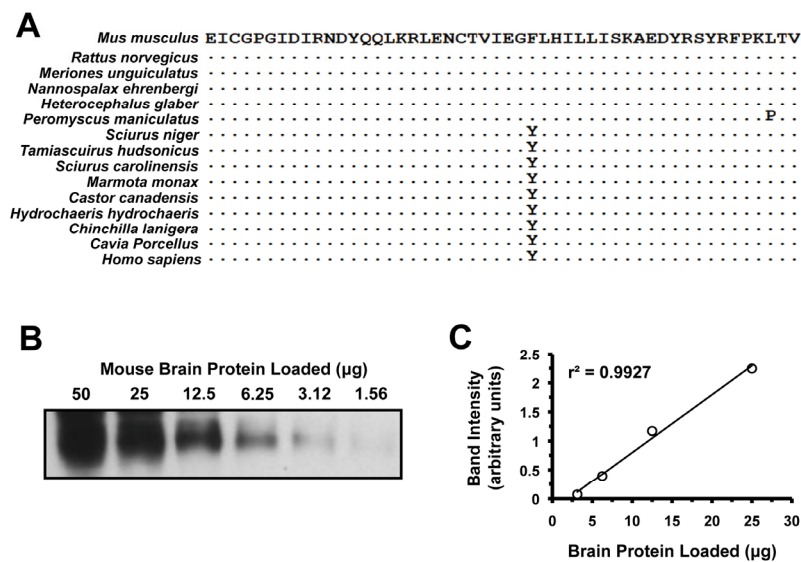 A
Mus musculus EICGPGIDIRNDYQQLKRLENCTVIEGFLHILLISKAEDYRSYRFPKLTV
Rattus norvegicus ..................................................
Meriones unguiculatus ..................................................
Nannospalax ehrenbergi ..................................................
Heterocephalus glaber ..................................................
Peromyscus maniculatus ...............................................P..
Sciurus niger ...........................Y......................
Tamiascuirus hudsonicus ...........................Y......................
Sciurus carolinensis ...........................Y......................
Marmota monax ...........................Y......................
Castor canadensis ...........................Y......................
Hydrochaeris hydrochaeris ...........................Y......................
Chinchilla lanigera ...........................Y......................
Cavia Porcellus ...........................Y......................
Homo sapiens ...........................Y......................
B
Mouse Brain Protein Loaded (µg)
50 25 12.5 6.25 3.12 1.56
C
r² = 0.9927
Band Intensity
(arbitrary units)
2.5
2
1.5
1
0.5
0
0 5 10 15 20 25 30
Brain Protein Loaded (µg)